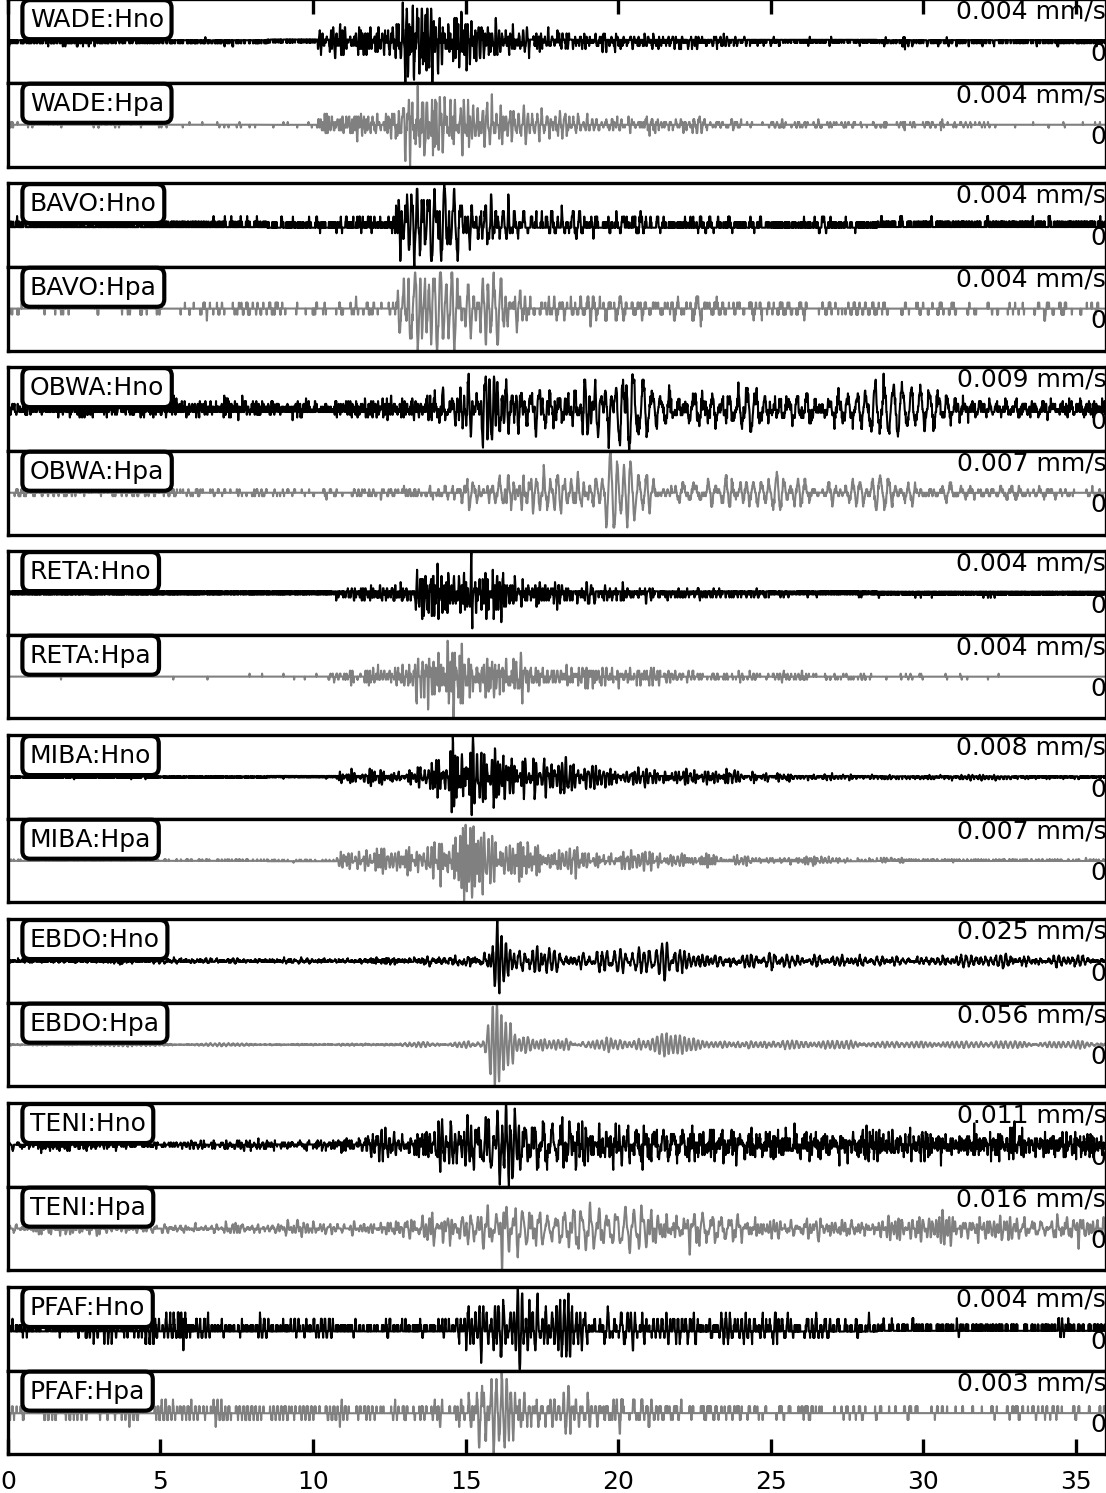 WADE:Hno 0.004 mm/s
0
WADE:Hpa 0.004 mm/s
0
BAVO:Hno 0.004 mm/s
0
BAVO:Hpa 0.004 mm/s
0
OBWA:Hno 0.009 mm/s
0
OBWA:Hpa 0.007 mm/s
0
RETA:Hno 0.004 mm/s
0
RETA:Hpa 0.004 mm/s
0
MIBA:Hno 0.008 mm/s
0
MIBA:Hpa 0.007 mm/s
0
EBDO:Hno 0.025 mm/s
0
EBDO:Hpa 0.056 mm/s
0
TENI:Hno 0.011 mm/s
0
TENI:Hpa 0.016 mm/s
0
PFAF:Hno 0.004 mm/s
0
PFAF:Hpa 0.003 mm/s
0
0 5 10 15 20 25 30 35